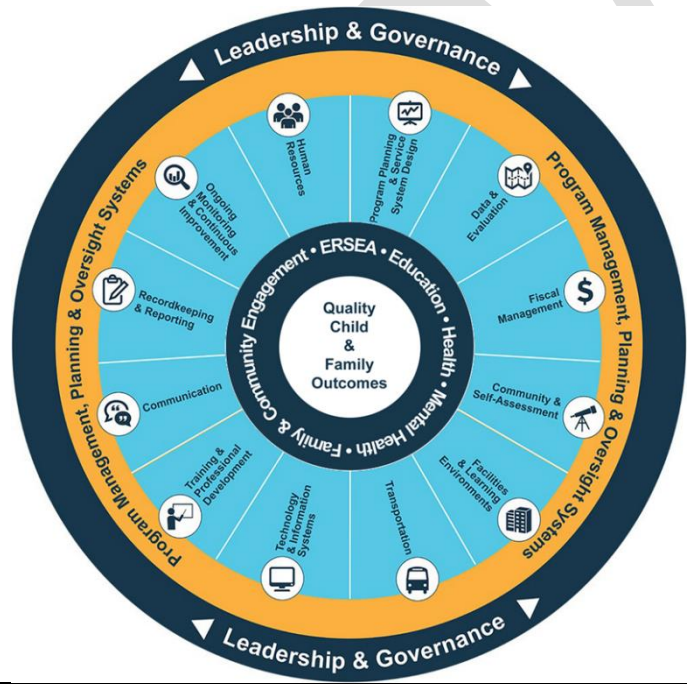 Leadership & Governance
Program Management, Planning & Oversight Systems
Program Management, Planning & Oversight Systems
Human
Resources
Program Planning
& Service
System Design
Data &
Evaluation
$
Fiscal
Management
Community &
Self-Assessment
Facilities
& Learning
Environments
Transportation
Technology
& Information
Systems
Training &
Professional
Development
Communication
Recordkeeping
& Reporting
Ongoing
Monitoring
& Continuous
Improvement
Family & Community Engagement • ERSEA • Education • Health • Mental Health •
Quality
Child
&
Family
Outcomes
Leadership & Governance